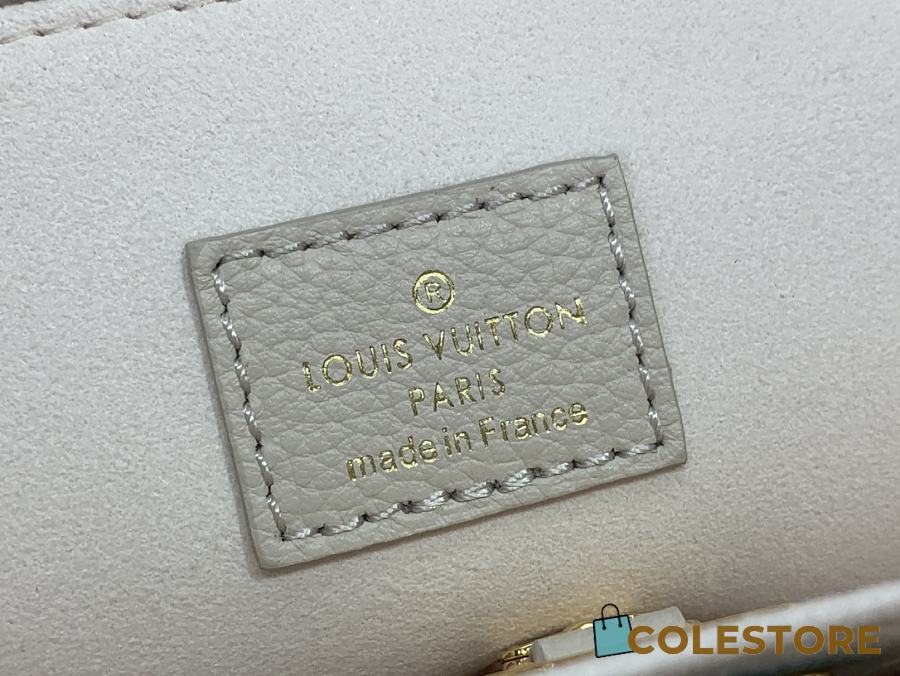 ®
LOUIS VUITTON
PARIS
made in France
COLESTORE